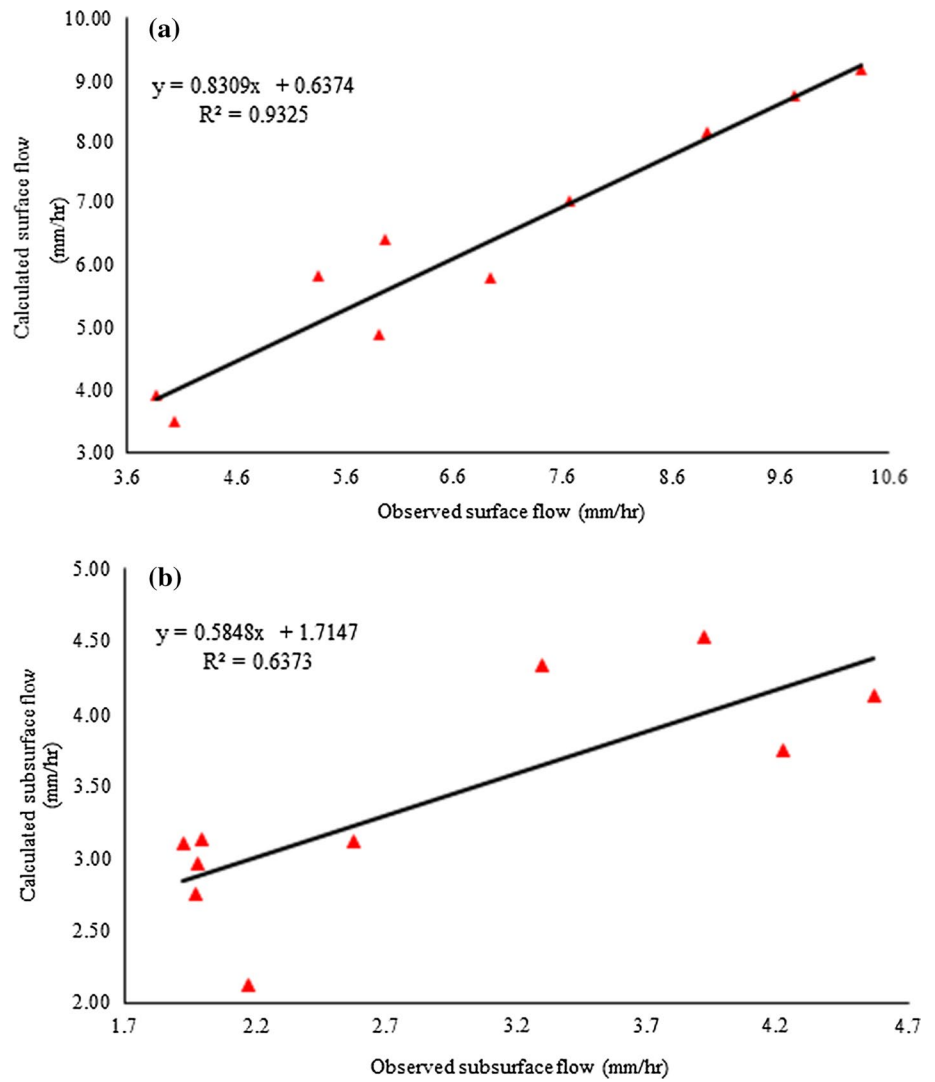 (a)
y = 0.8309x + 0.6374
R² = 0.9325
10.00
9.00
8.00
7.00
6.00
5.00
4.00
3.00
Calculated surface flow
(mm/hr)
3.6 4.6 5.6 6.6 7.6 8.6 9.6 10.6
Observed surface flow (mm/hr)
(b)
y = 0.5848x + 1.7147
R² = 0.6373
5.00
4.50
4.00
3.50
3.00
2.50
2.00
Calculated subsurface flow
(mm/hr)
1.7 2.2 2.7 3.2 3.7 4.2 4.7
Observed subsurface flow (mm/hr)